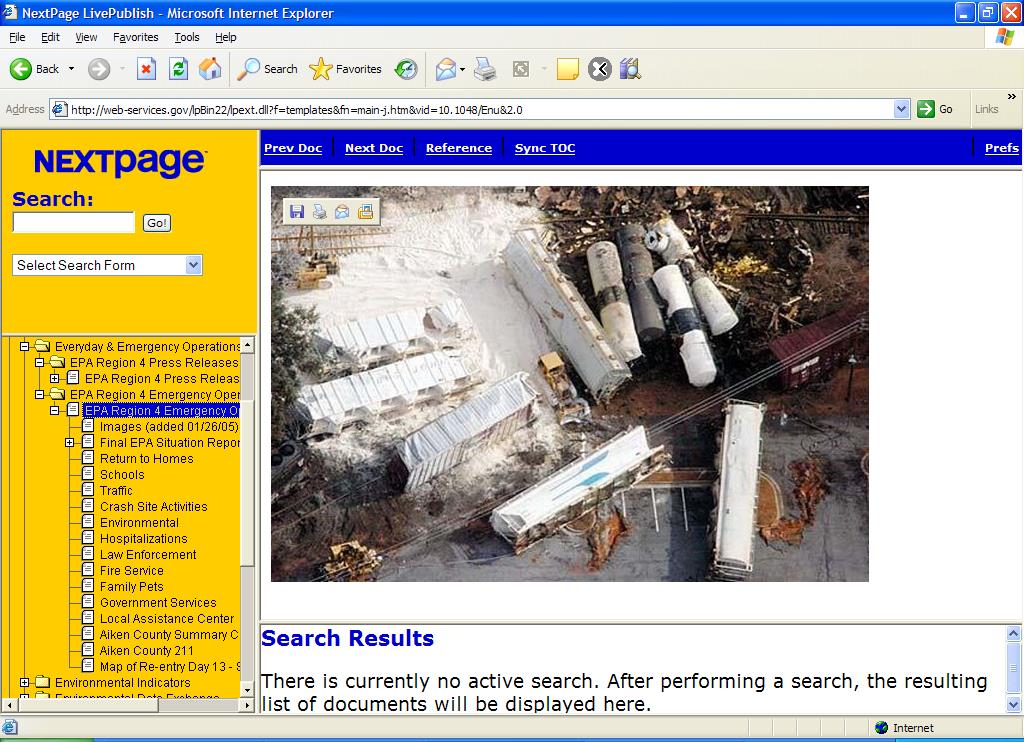 NextPage LivePublish - Microsoft Internet Explorer
File Edit View Favorites Tools Help
Back Search Favorites
Address http://web-services.gov/lpBin22/lpext.dll?f=templates&fn=main-j.htm&vid=10.1048/Enu&2.0 Go Links »
Prev Doc Next Doc Reference Sync TOC Prefs
NEXTpage
Search:
Go!
Select Search Form
Everyday & Emergency Operations
EPA Region 4 Press Releases
EPA Region 4 Press Releas
EPA Region 4 Emergency Oper
EPA Region 4 Emergency O
Images (added 01/26/05)
Final EPA Situation Repor
Return to Homes
Schools
Traffic
Crash Site Activities
Environmental
Hospitalizations
Law Enforcement
Fire Service
Family Pets
Government Services
Local Assistance Center
Aiken County Summary C
Aiken County 211
Map of Re-entry Day 13 - S
Environmental Indicators
Environmental Data Exchange
Search Results
There is currently no active search. After performing a search, the resulting
list of documents will be displayed here.
Internet